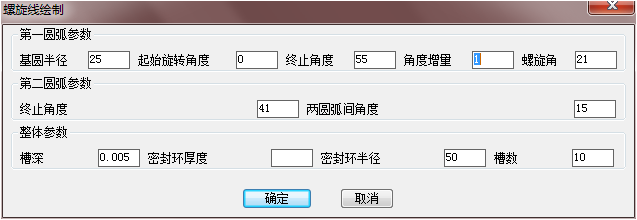 螺旋线绘制
第一圆弧参数
基圆半径 25 起始旋转角度 0 终止角度 55 角度增量 1 螺旋角 21
第二圆弧参数
终止角度 41 两圆弧间角度 15
整体参数
槽深 0.005 密封环厚度 密封环半径 50 槽数 10
确定 取消